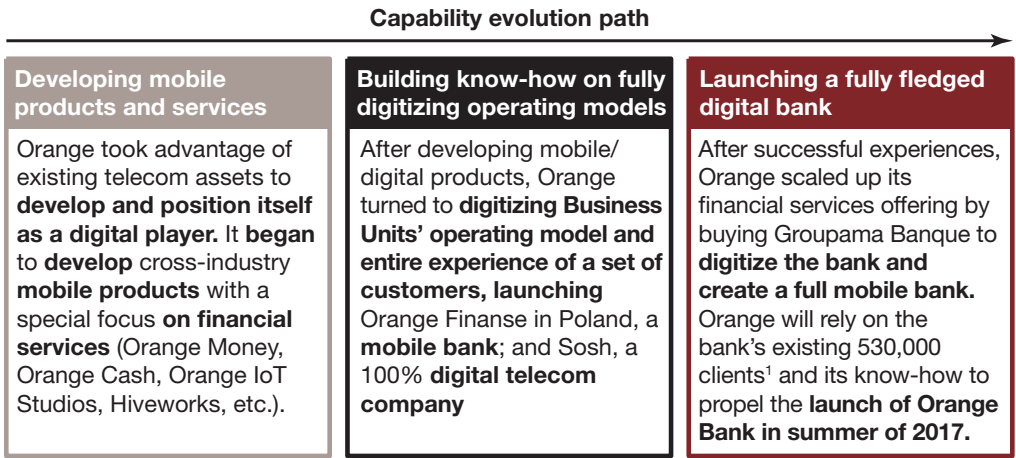 Capability evolution path
Developing mobile
products and services
Orange took advantage of
existing telecom assets to
develop and position itself
as a digital player. It began
to develop cross-industry
mobile products with a
special focus on financial
services (Orange Money,
Orange Cash, Orange IoT
Studios, Hiveworks, etc.).
Building know-how on fully
digitizing operating models
After developing mobile/
digital products, Orange
turned to digitizing Business
Units’ operating model and
entire experience of a set of
customers, launching
Orange Finanse in Poland, a
mobile bank; and Sosh, a
100% digital telecom
company
Launching a fully fledged
digital bank
After successful experiences,
Orange scaled up its
financial services offering by
buying Groupama Banque to
digitize the bank and
create a full mobile bank.
Orange will rely on the
bank’s existing 530,000
clients¹ and its know-how to
propel the launch of Orange
Bank in summer of 2017.